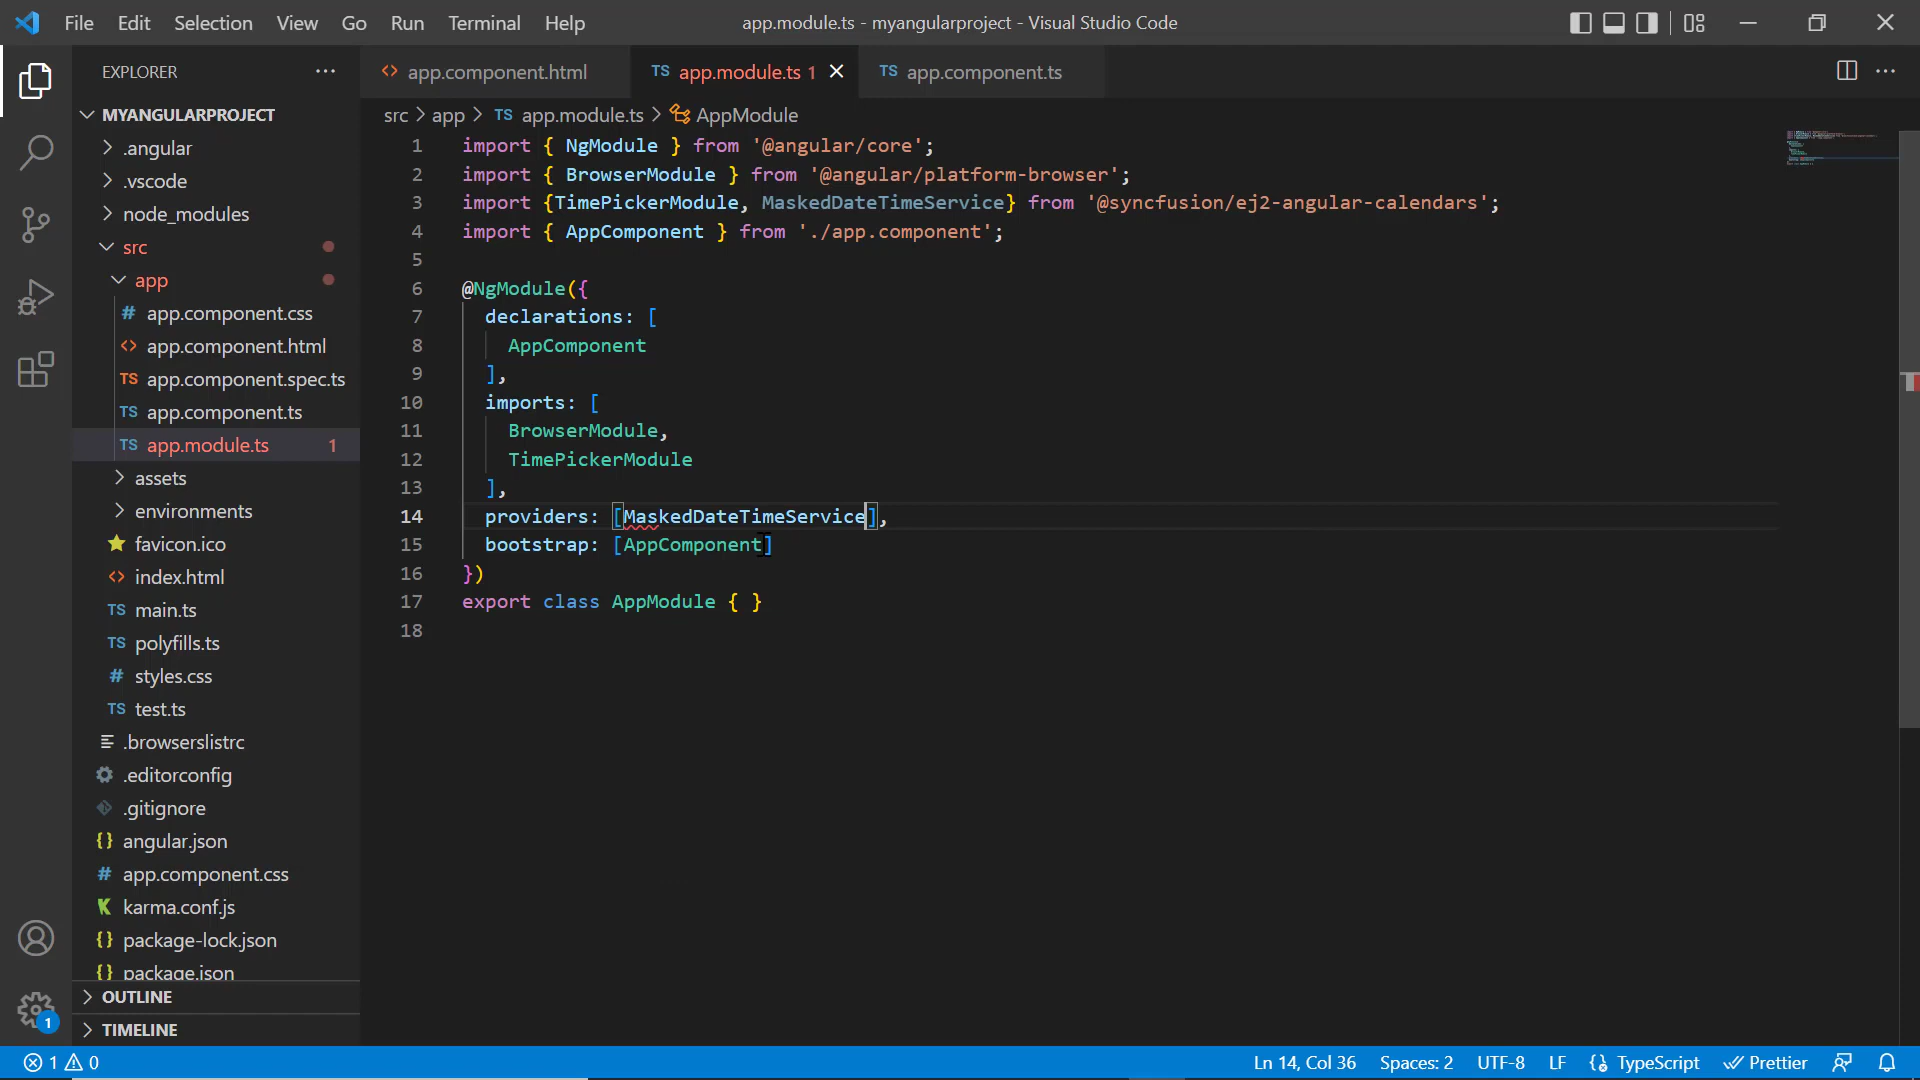 File Edit Selection View Go Run Terminal Help
app.module.ts - myangularproject - Visual Studio Code
EXPLORER
MYANGULARPROJECT
.angular
.vscode
node_modules
src
app
app.component.css
app.component.html
app.component.spec.ts
app.component.ts
app.module.ts 1
assets
environments
favicon.ico
index.html
main.ts
polyfills.ts
styles.css
test.ts
.browserslistrc
.editorconfig
.gitignore
angular.json
app.component.css
karma.conf.js
package-lock.json
package.json
OUTLINE
TIMELINE
app.component.html
TS app.module.ts 1
TS app.component.ts
src > app > TS app.module.ts > AppModule
1 import { NgModule } from '@angular/core';
2 import { BrowserModule } from '@angular/platform-browser';
3 import {TimePickerModule, MaskedDateTimeService} from '@syncfusion/ej2-angular-calendars';
4 import { AppComponent } from './app.component';
5
6 @NgModule({
7 declarations: [
8 AppComponent
9 ],
10 imports: [
11 BrowserModule,
12 TimePickerModule
13 ],
14 providers: [MaskedDateTimeService],
15 bootstrap: [AppComponent]
16 })
17 export class AppModule { }
18
1
1 0
Ln 14, Col 36 Spaces: 2 UTF-8 LF TypeScript Prettier